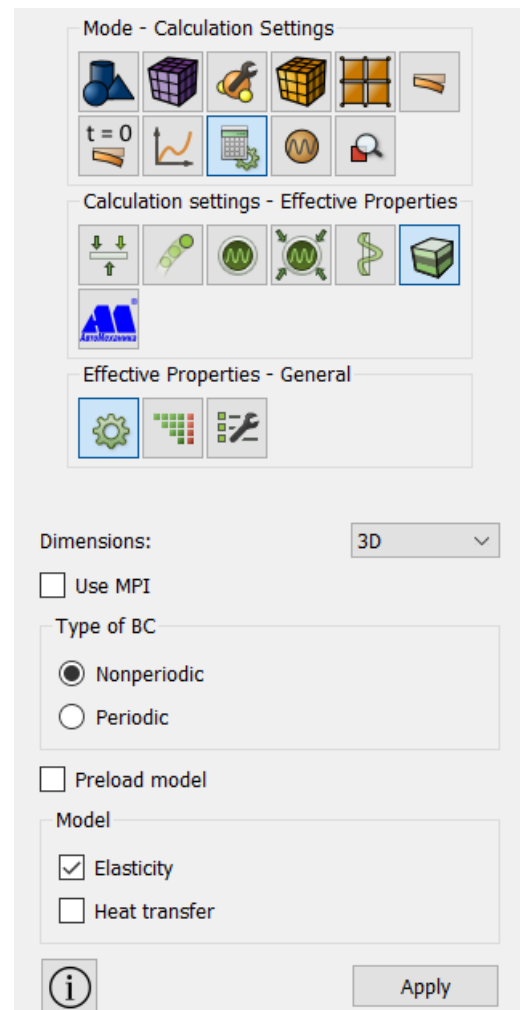 Mode - Calculation Settings
t = 0
Calculation settings - Effective Properties
АвтоМеханика
Effective Properties - General
Dimensions: 3D
Use MPI
Type of BC
Nonperiodic
Periodic
Preload model
Model
Elasticity
Heat transfer
i Apply